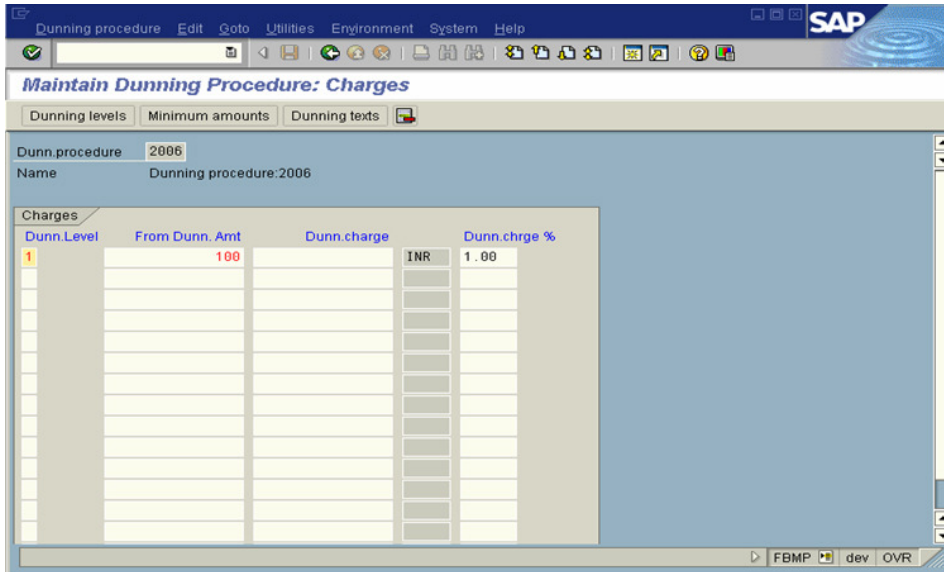 Dunning procedure Edit Goto Utilities Environment System Help
SAP
Maintain Dunning Procedure: Charges
Dunning levels Minimum amounts Dunning texts
Dunn.procedure 2006
Name Dunning procedure:2006
Charges
Dunn.Level From Dunn. Amt Dunn.charge Dunn.chrge %
1 100 INR 1.00
FBMP dev OVR